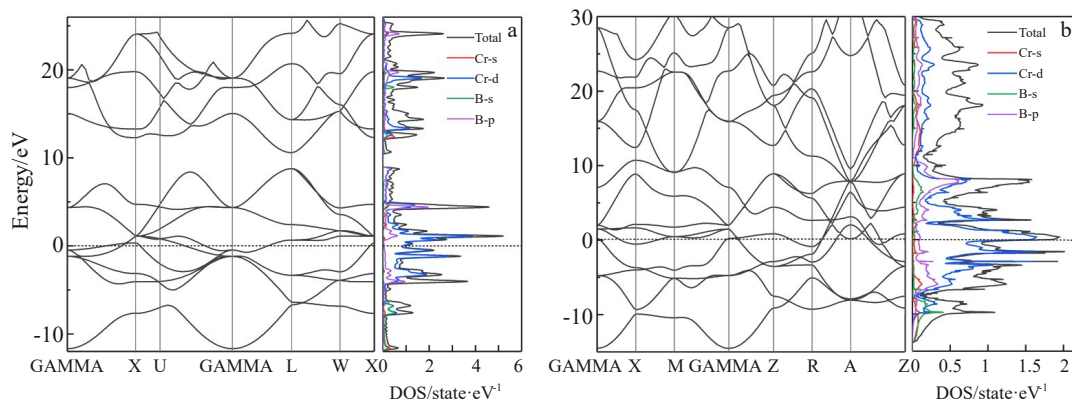 a
Energy/eV
20
10
0
-10
GAMMA X U GAMMA L W X
Total
Cr-s
Cr-d
B-s
B-p
0 2 4 6
DOS/state·eV-1
b
30
20
10
0
-10
GAMMA X M GAMMA Z R A Z
Total
Cr-s
Cr-d
B-s
B-p
0 0.5 1 1.5 2
DOS/state·eV-1